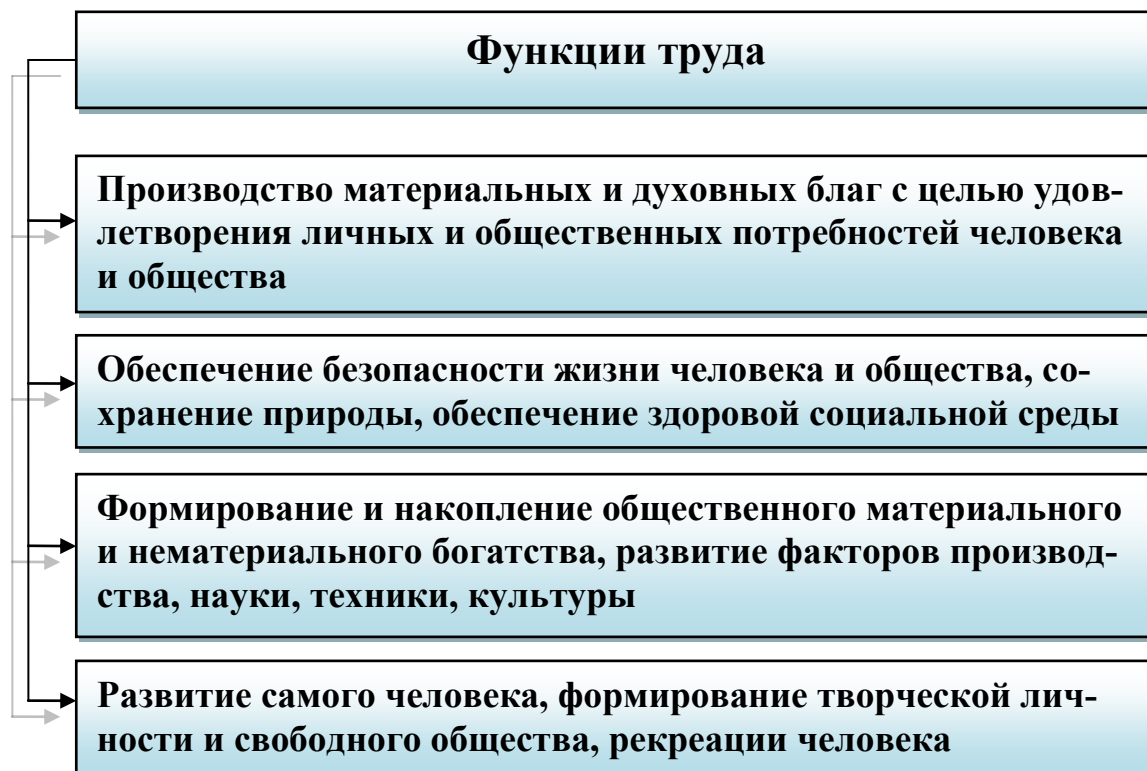 Функции труда
Производство материальных и духовных благ с целью удов-
летворения личных и общественных потребностей человека
и общества
Обеспечение безопасности жизни человека и общества, со-
хранение природы, обеспечение здоровой социальной среды
Формирование и накопление общественного материального
и нематериального богатства, развитие факторов производ-
ства, науки, техники, культуры
Развитие самого человека, формирование творческой лич-
ности и свободного общества, рекреации человека